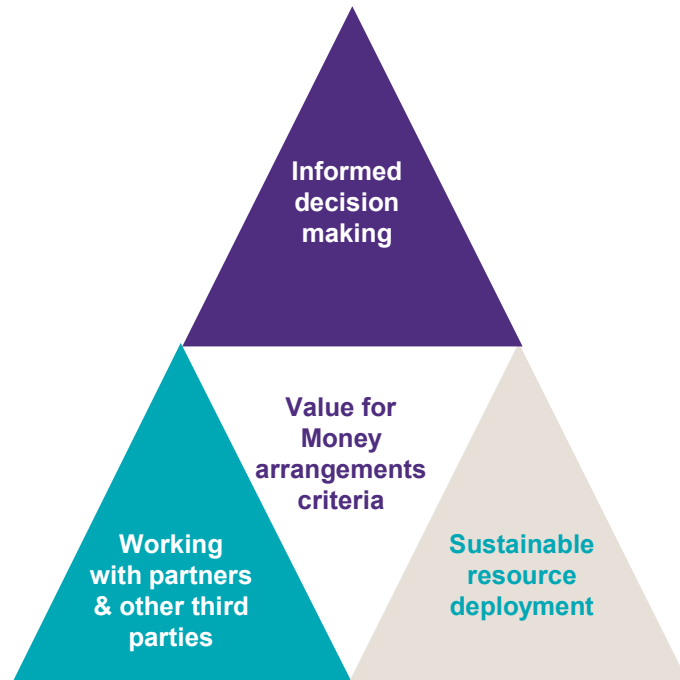 Informed
decision
making
Value for
Money
arrangements
criteria
Working
with partners
& other third
parties
Sustainable
resource
deployment